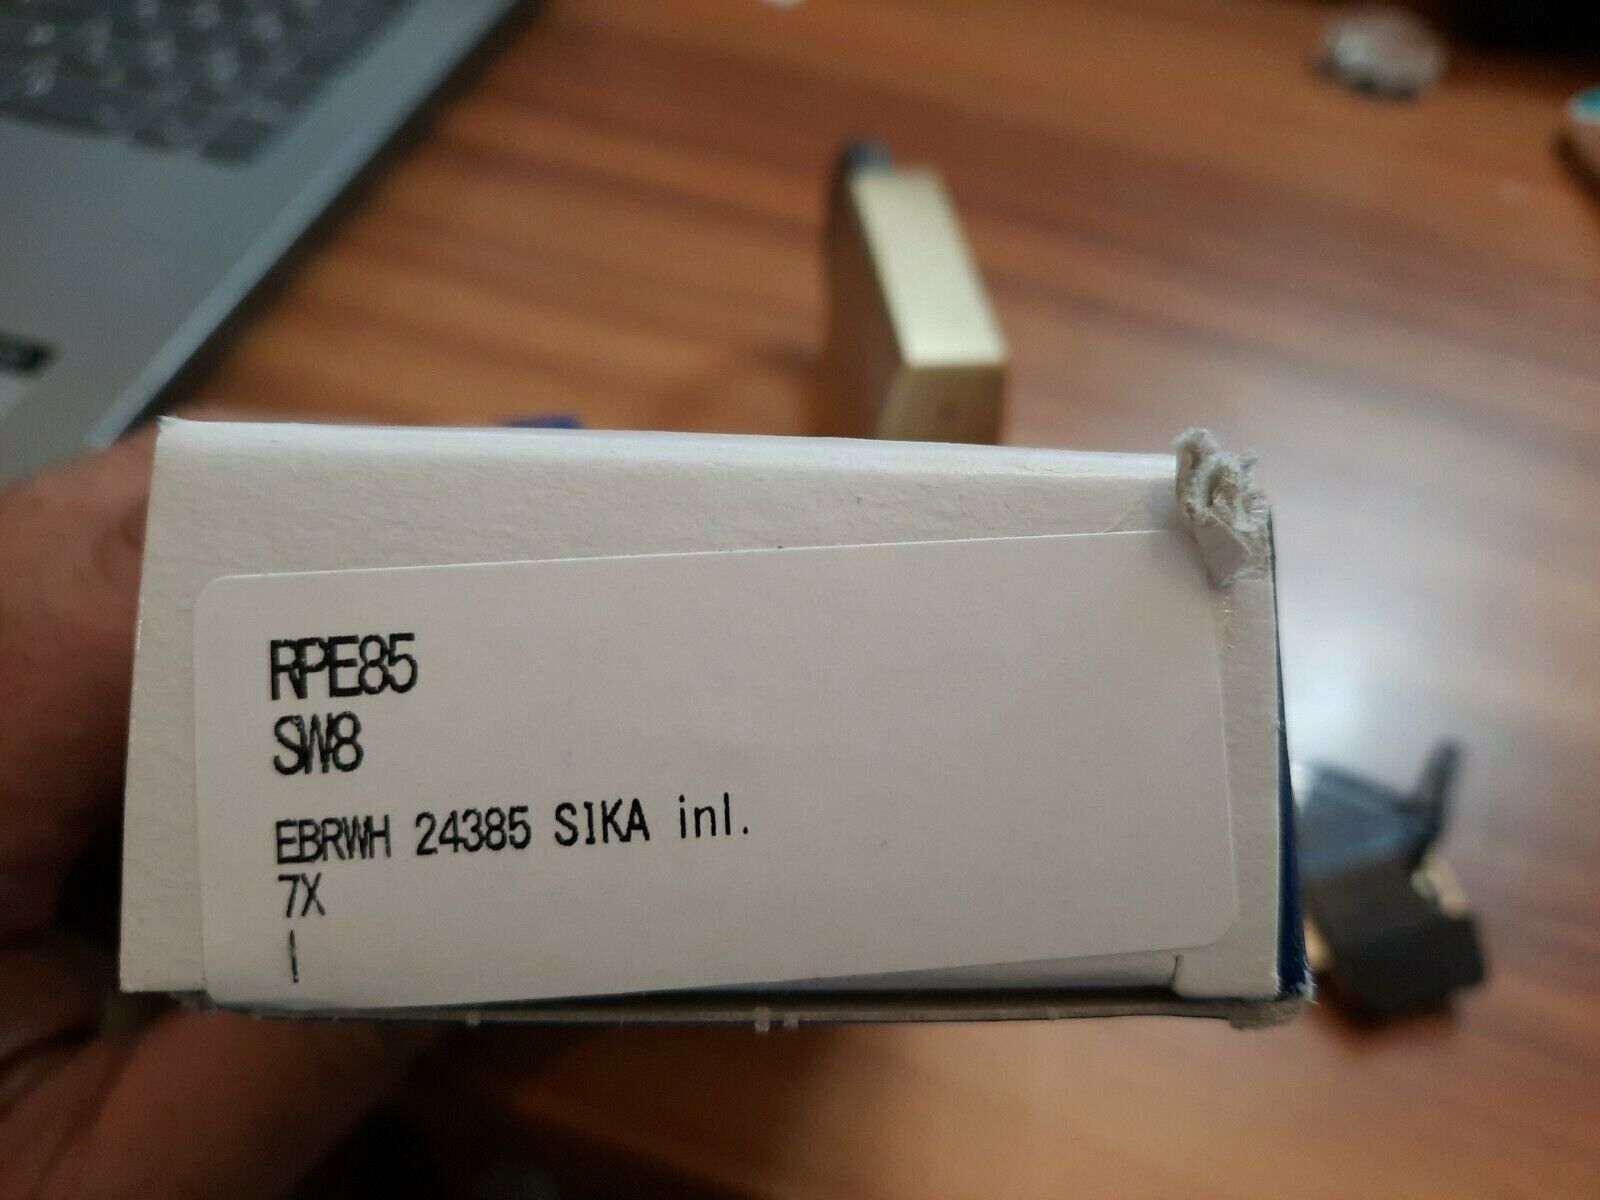 RPE85
SW8
EBRWH 24385 SIKA inl.
7X
I